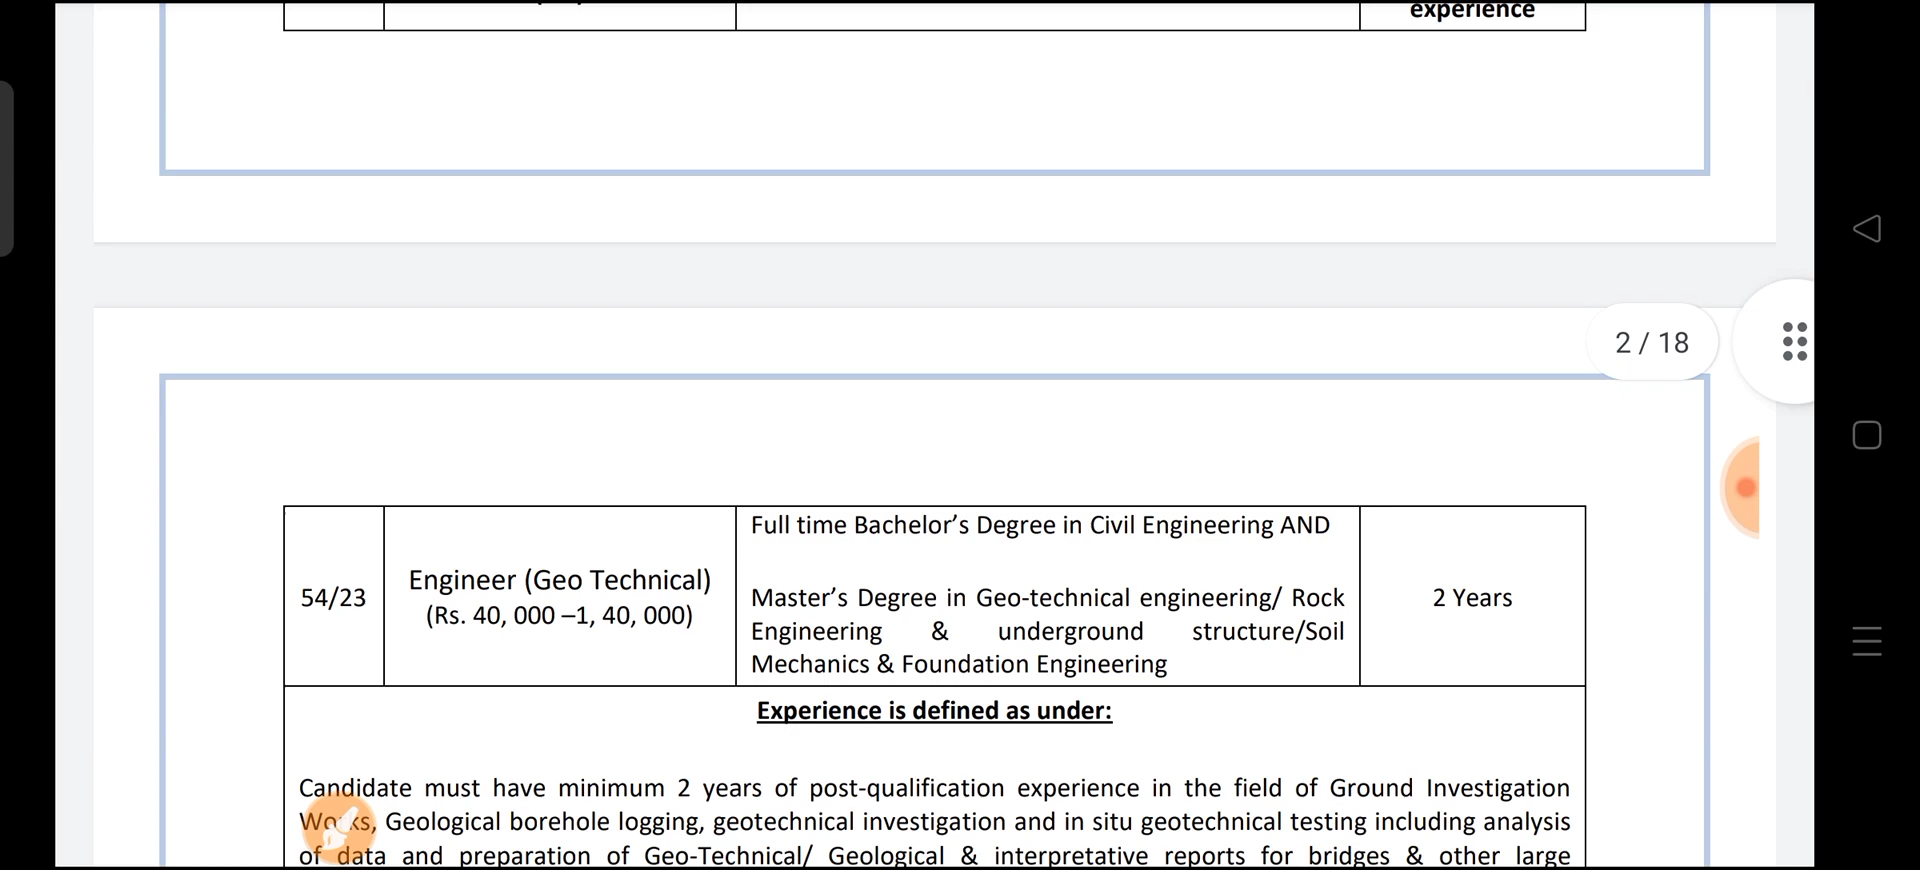 experience
2 / 18
54/23
Engineer (Geo Technical)
(Rs. 40, 000 –1, 40, 000)
Full time Bachelor’s Degree in Civil Engineering AND
Master’s Degree in Geo-technical engineering/ Rock
Engineering & underground structure/Soil
Mechanics & Foundation Engineering
2 Years
Experience is defined as under:
Candidate must have minimum 2 years of post-qualification experience in the field of Ground Investigation
Works, Geological borehole logging, geotechnical investigation and in situ geotechnical testing including analysis
of data and preparation of Geo-Technical/ Geological & interpretative reports for bridges & other large